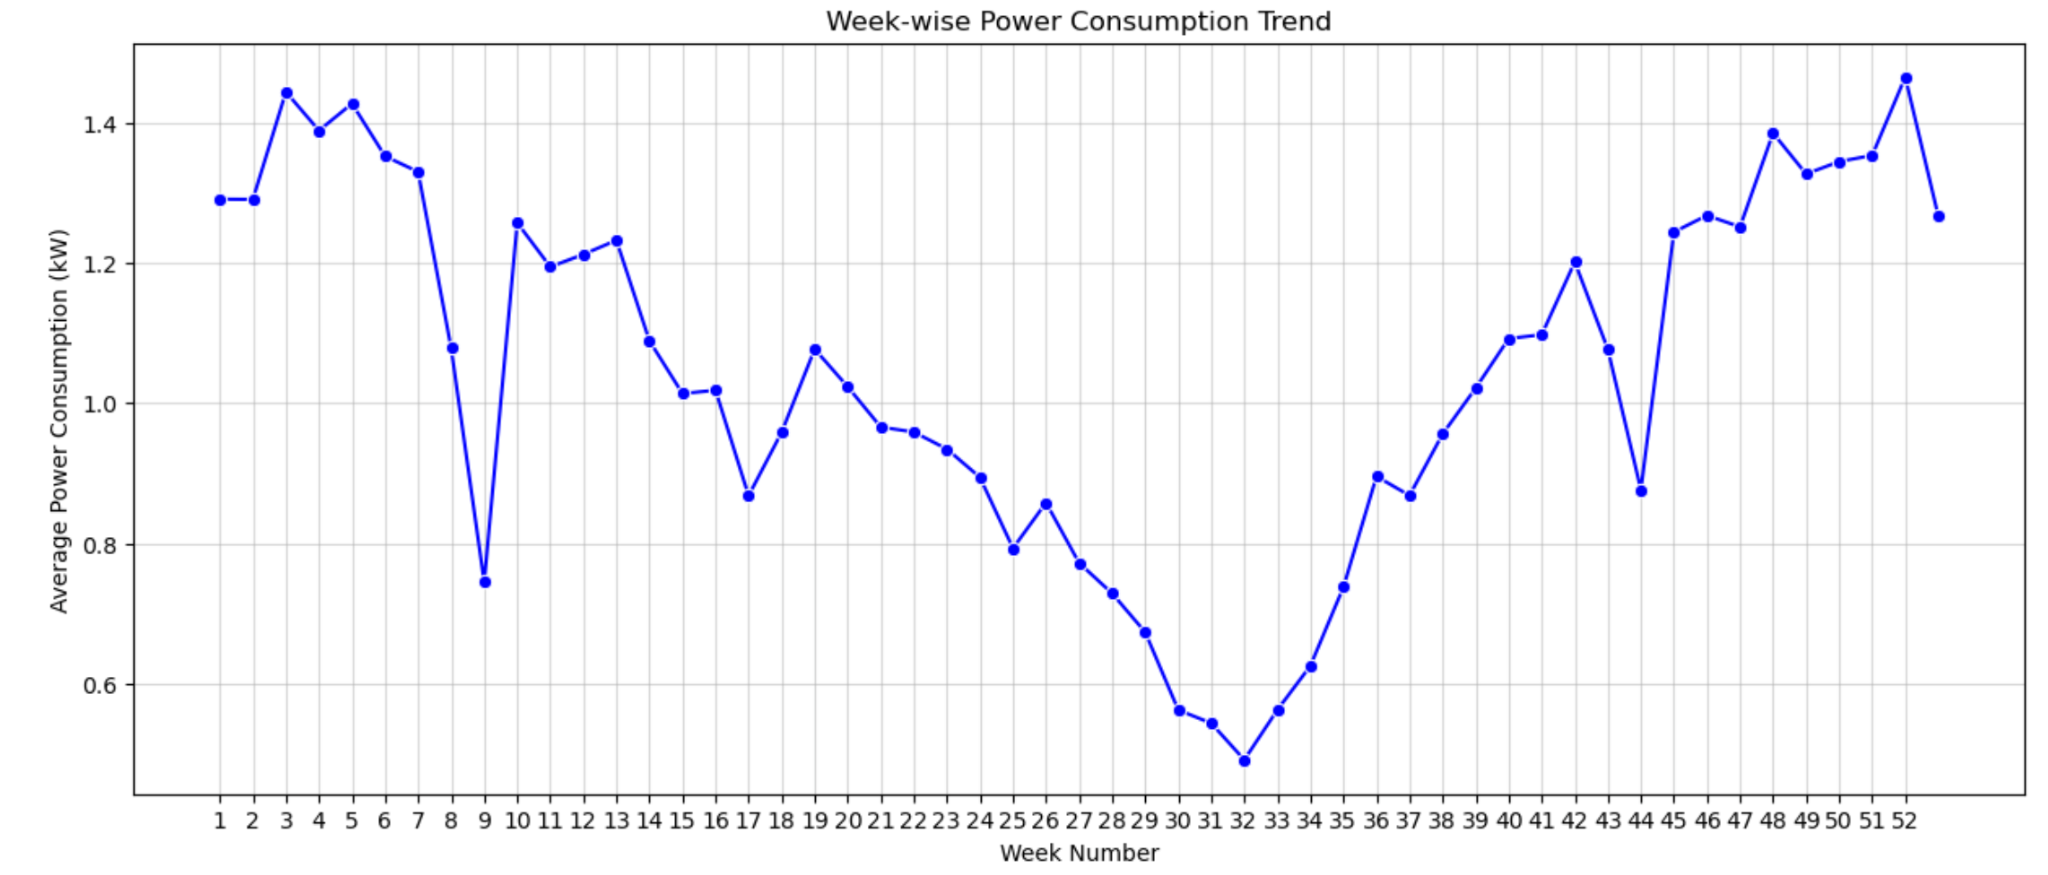 Week-wise Power Consumption Trend
Average Power Consumption (kW)
1.4
1.2
1.0
0.8
0.6
1 2 3 4 5 6 7 8 9 10 11 12 13 14 15 16 17 18 19 20 21 22 23 24 25 26 27 28 29 30 31 32 33 34 35 36 37 38 39 40 41 42 43 44 45 46 47 48 49 50 51 52
Week Number